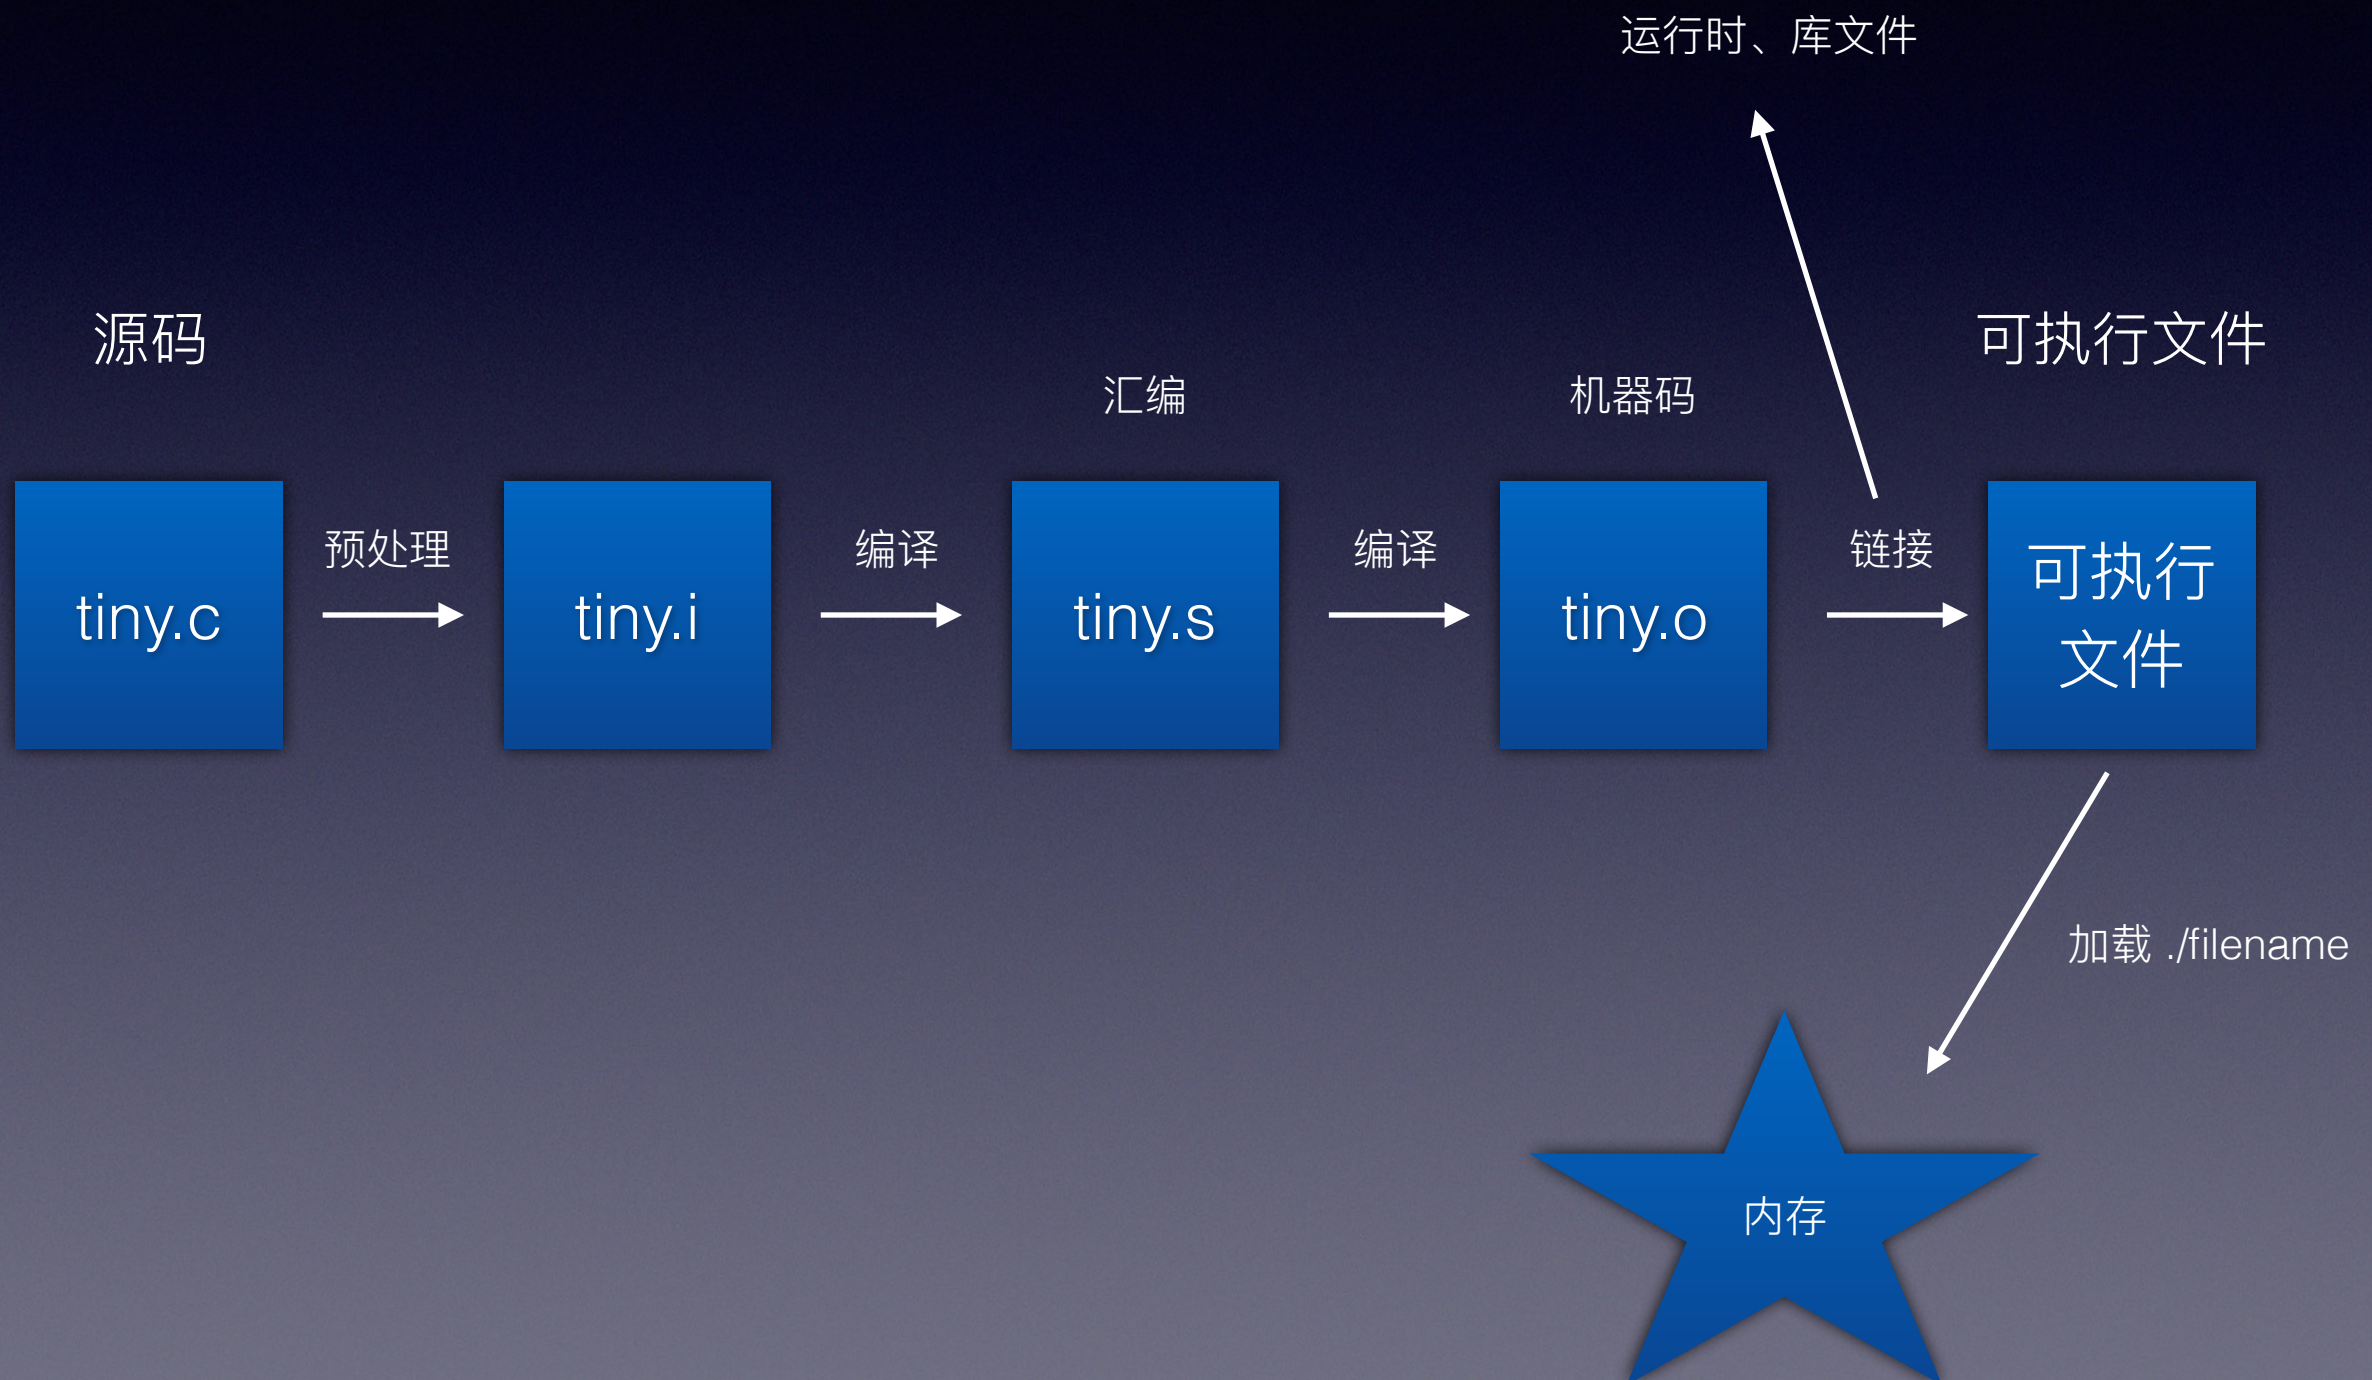 运行时、库文件
源码
可执行文件
汇编
机器码
tiny.c
预处理
tiny.i
编译
tiny.s
编译
tiny.o
链接
可执行
文件
加载 ./filename
内存